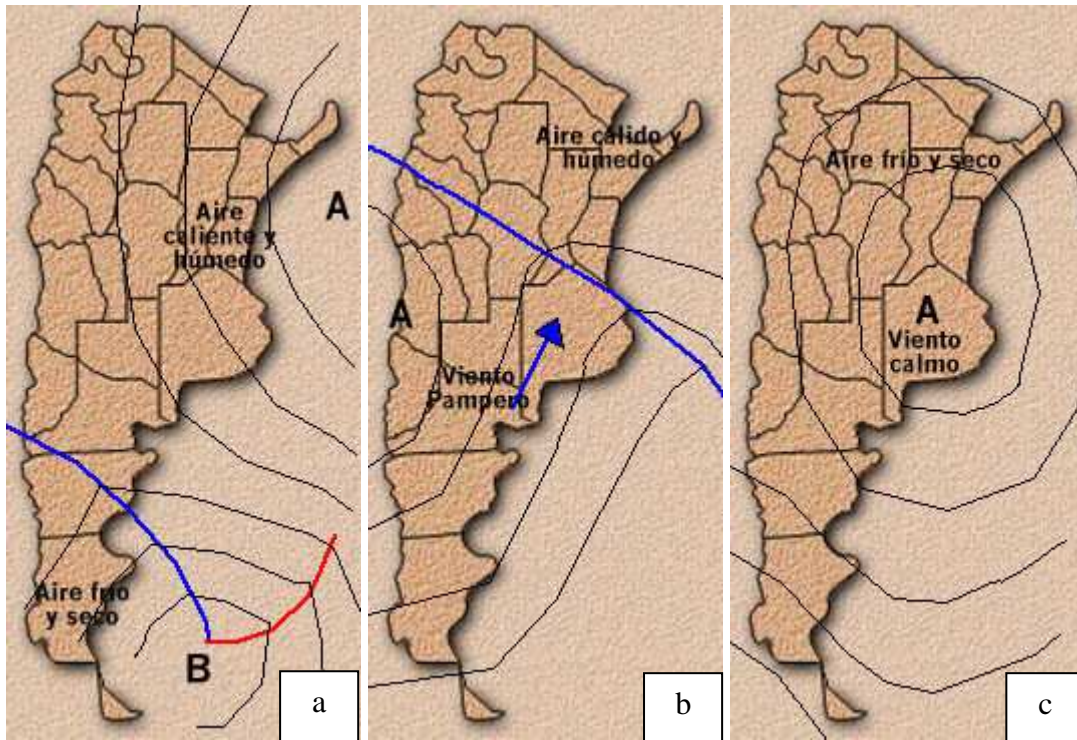 A
Aire
caliente y
húmedo
Aire frío
y seco
B
a
Aire cálido y
húmedo
A
Viento
Pampero
b
Aire frío y seco
A
Viento
calmo
c